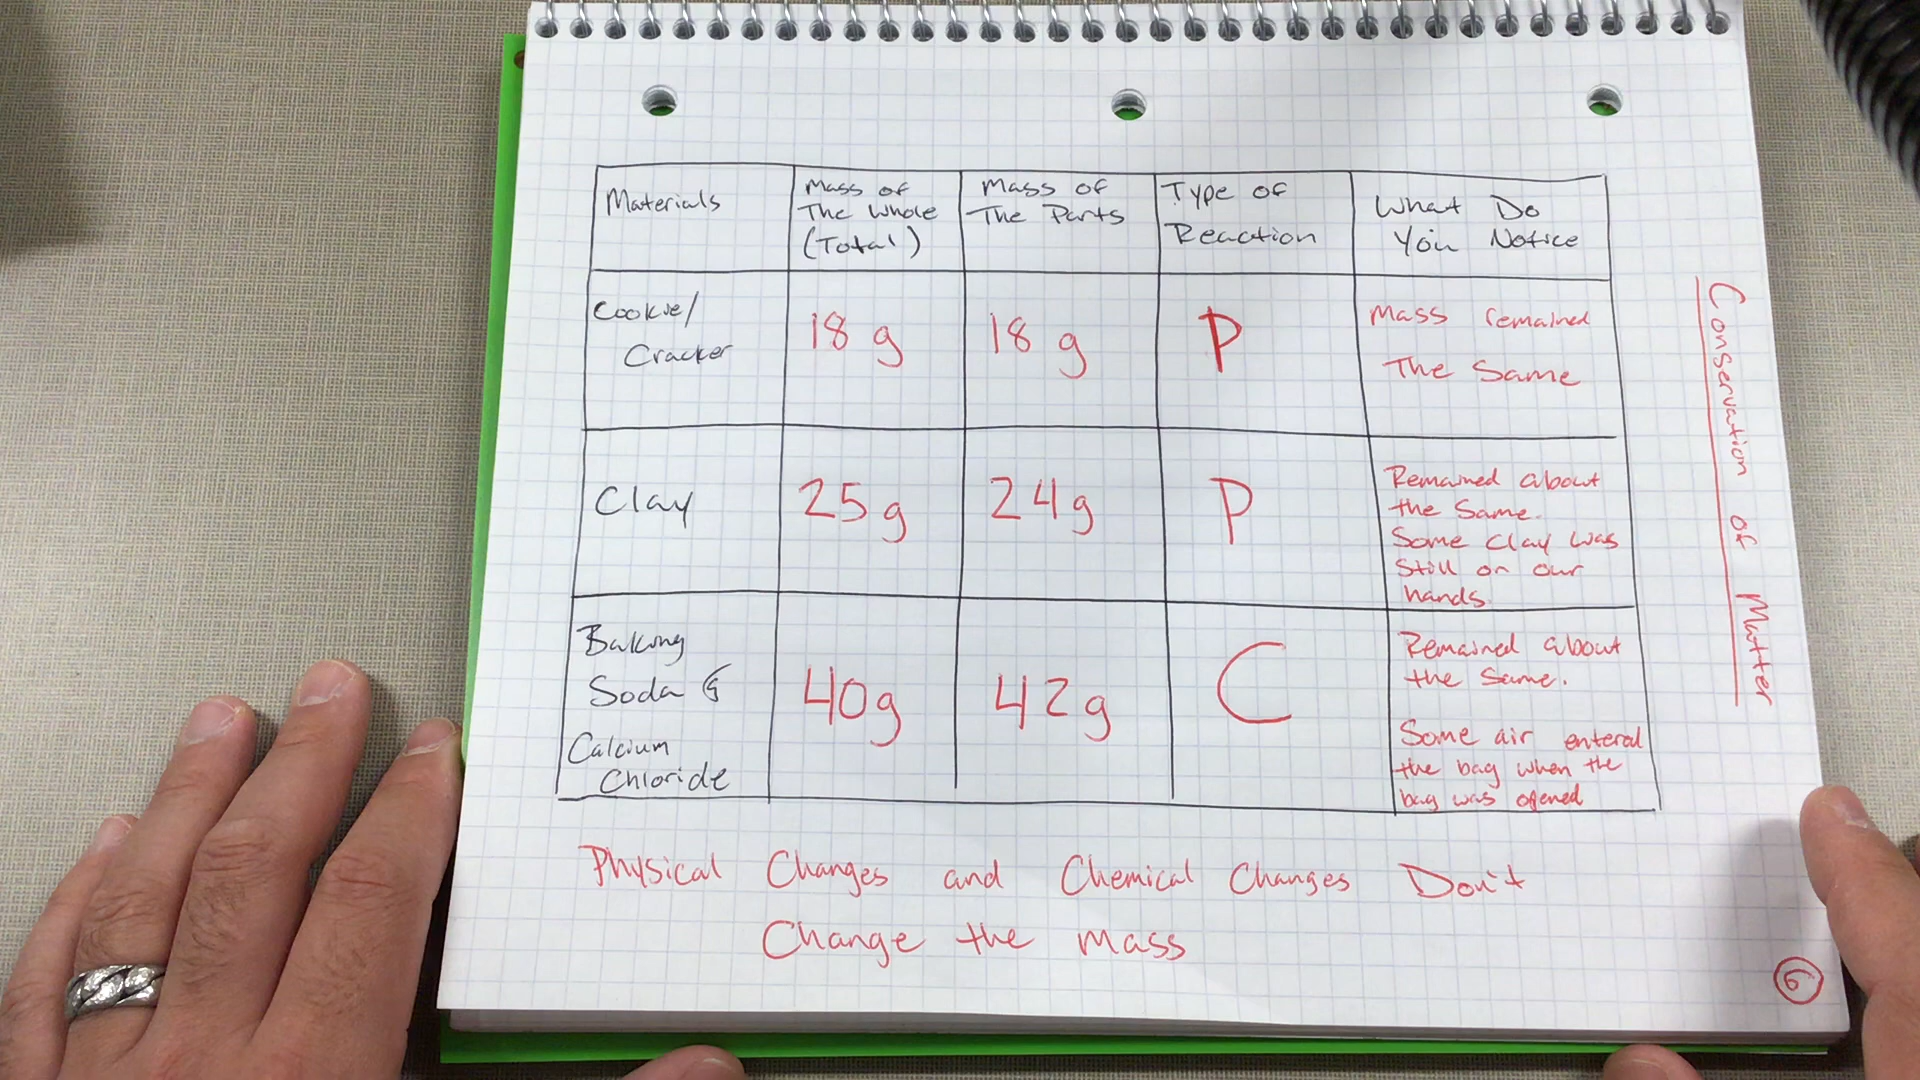 Materials
Mass of
The Whole
(Total)
Mass of
The Parts
Type of
Reaction
What Do
You Notice
Cookie/
Cracker
18 g
18 g
P
Mass remained
The Same
Clay
25 g
24 g
P
Remained about
the Same.
Some Clay was
Still on our
hands.
Baking
Soda &
Calcium
Chloride
40g
42g
C
Remained about
the Same.
Some air entered
the bag when the
bag was opened
Physical Changes and Chemical Changes Don't
Change the Mass
Conservation of Matter
6